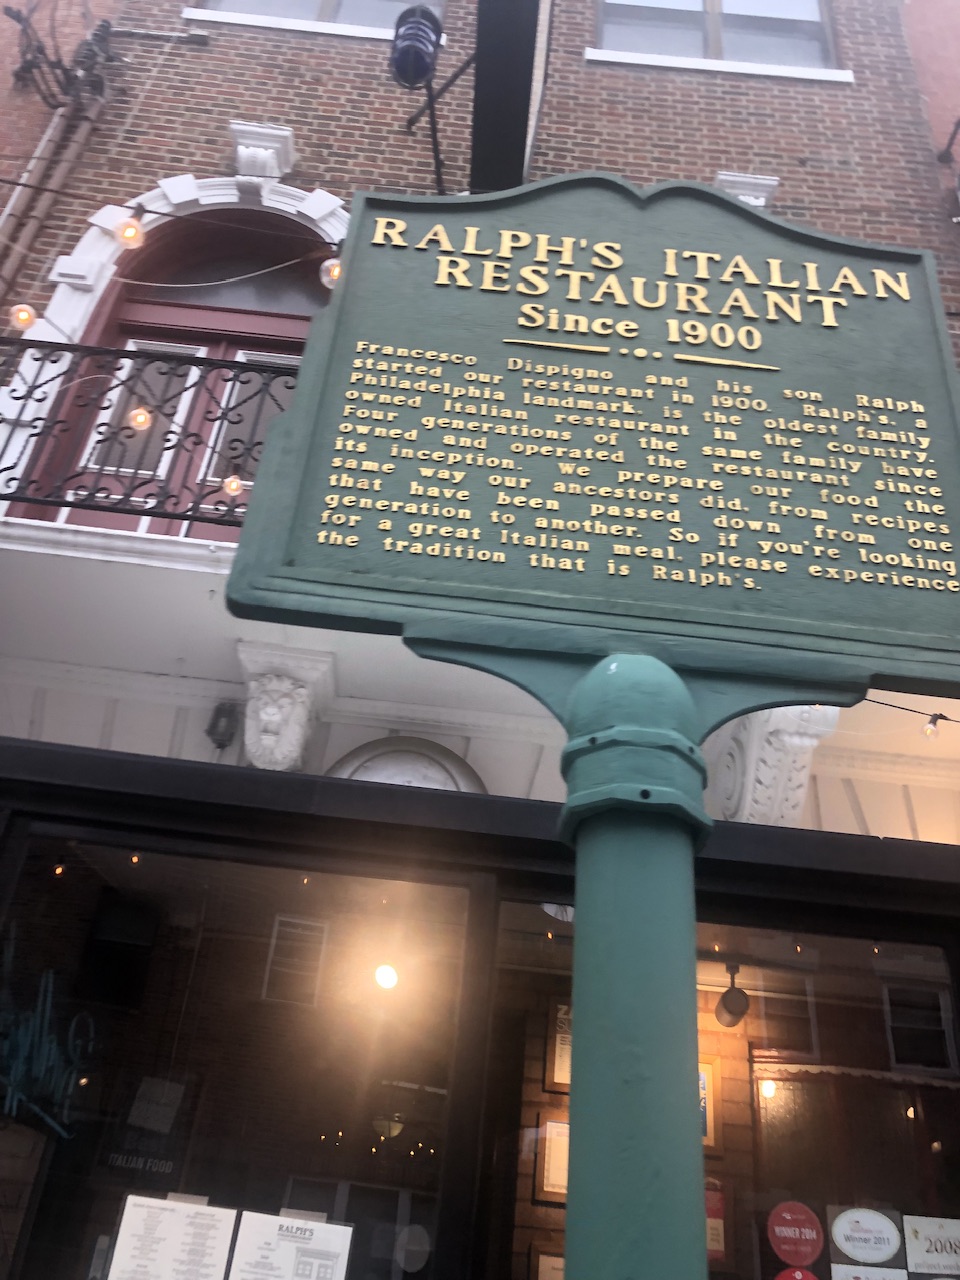 RALPH'S ITALIAN
RESTAURANT
Since 1900
Francesco Dispigno and his son Ralph
started our restaurant in 1900. Ralph's, a
Philadelphia landmark, is the oldest family
owned Italian restaurant in the country.
Four generations of the same family have
owned and operated the restaurant since
its inception. We prepare our food the
same way our ancestors did, from recipes
that have been passed down from one
generation to another. So if you're looking
for a great Italian meal, please experience
the tradition that is Ralph's.
ITALIAN FOOD
RALPH'S
WINNER 2014
Winner 2011
2008